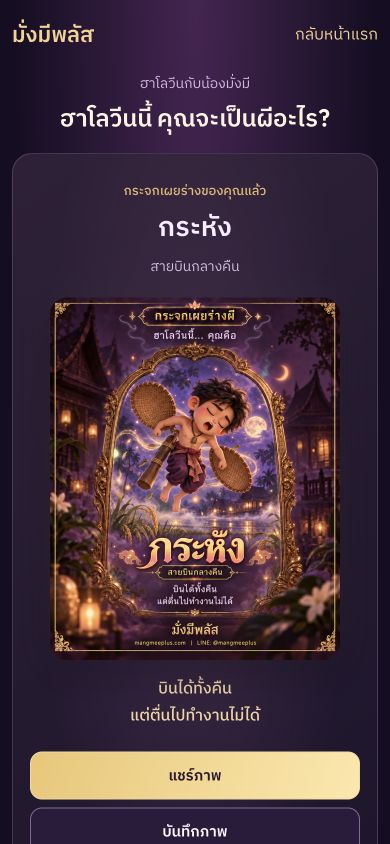 มั่งมีพลัส
กลับหน้าแรก
ฮาโลวีนกับน้องมั่งมี
ฮาโลวีนนี้ คุณจะเป็นผีอะไร?
กระจกเผยร่างของคุณแล้ว
กระหัง
สายบินกลางคืน
กระจกเผยร่างผี
ฮาโลวีนนี้... คุณคือ
กระหัง
สายบินกลางคืน
บินได้ทั้งคืน
แต่ตื่นไปทำงานไม่ได้
มั่งมีพลัส
mangmeeplus.com | LINE: @mangmeeplus
บินได้ทั้งคืน
แต่ตื่นไปทำงานไม่ได้
แชร์ภาพ
บันทึกภาพ